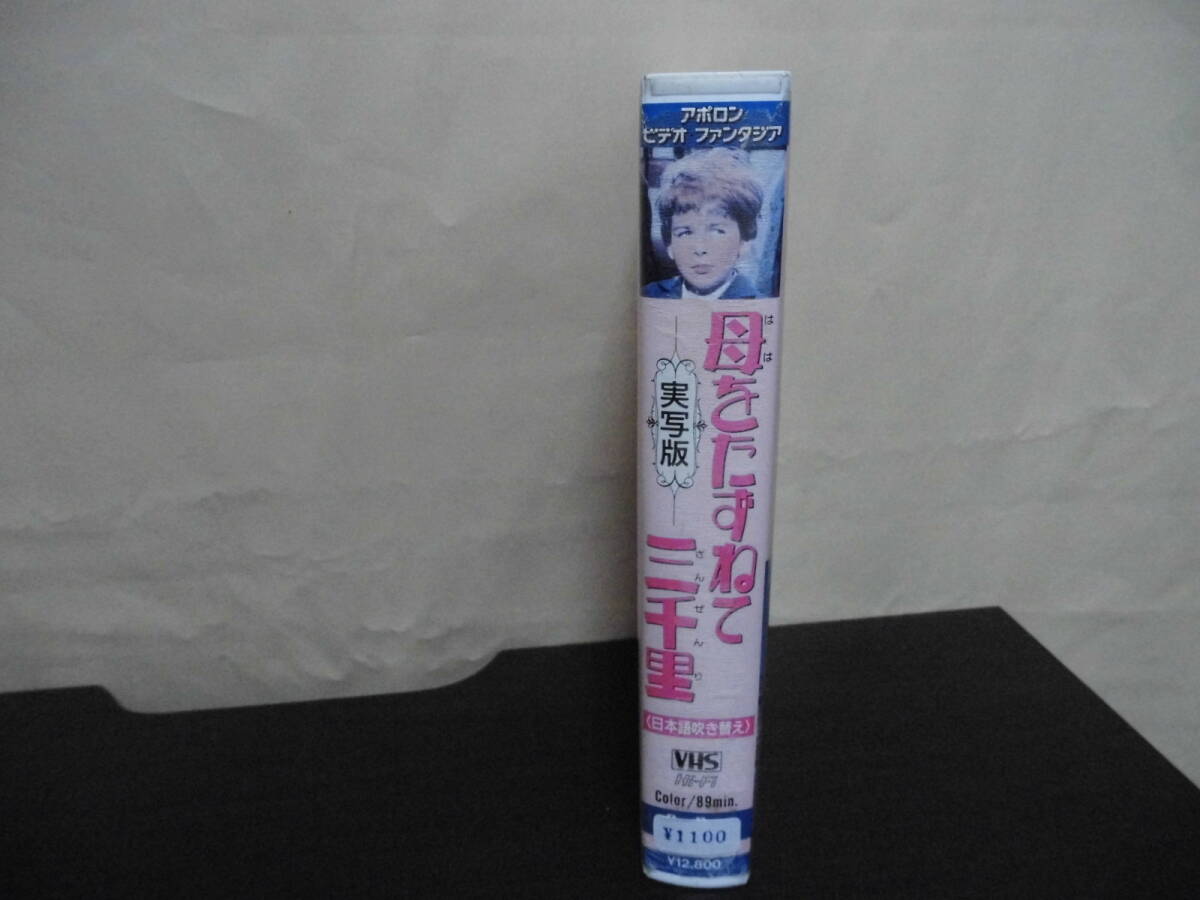 アポロン
ビデオ・ファンタジア
母をたずねて
はは
三千里
さんぜんり
実写版
〈日本語吹き替え〉
VHS
Hi-Fi
Color/89min.
¥1100
¥12,800